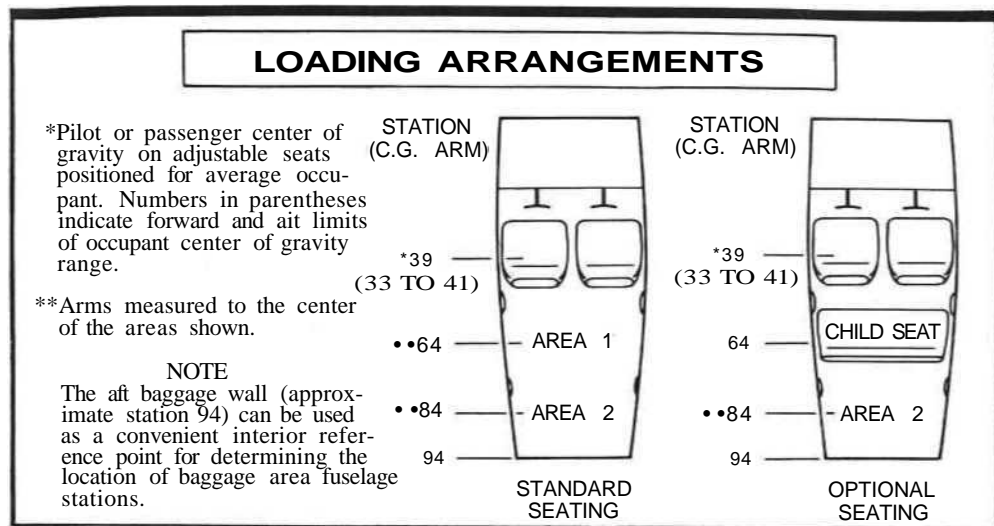 LOADING ARRANGEMENTS
*Pilot or passenger center of
gravity on adjustable seats
positioned for average occu-
pant. Numbers in parentheses
indicate forward and ait limits
of occupant center of gravity
range.
**Arms measured to the center
of the areas shown.
NOTE
The aft baggage wall (approx-
imate station 94) can be used
as a convenient interior refer-
ence point for determining the
location of baggage area fuselage
stations.
STATION
(C.G. ARM)
*39
(33 TO 41)
••64
AREA 1
••84
AREA 2
94
STANDARD
SEATING
STATION
(C.G. ARM)
*39
(33 TO 41)
64
CHILD SEAT
••84
AREA 2
94
OPTIONAL
SEATING